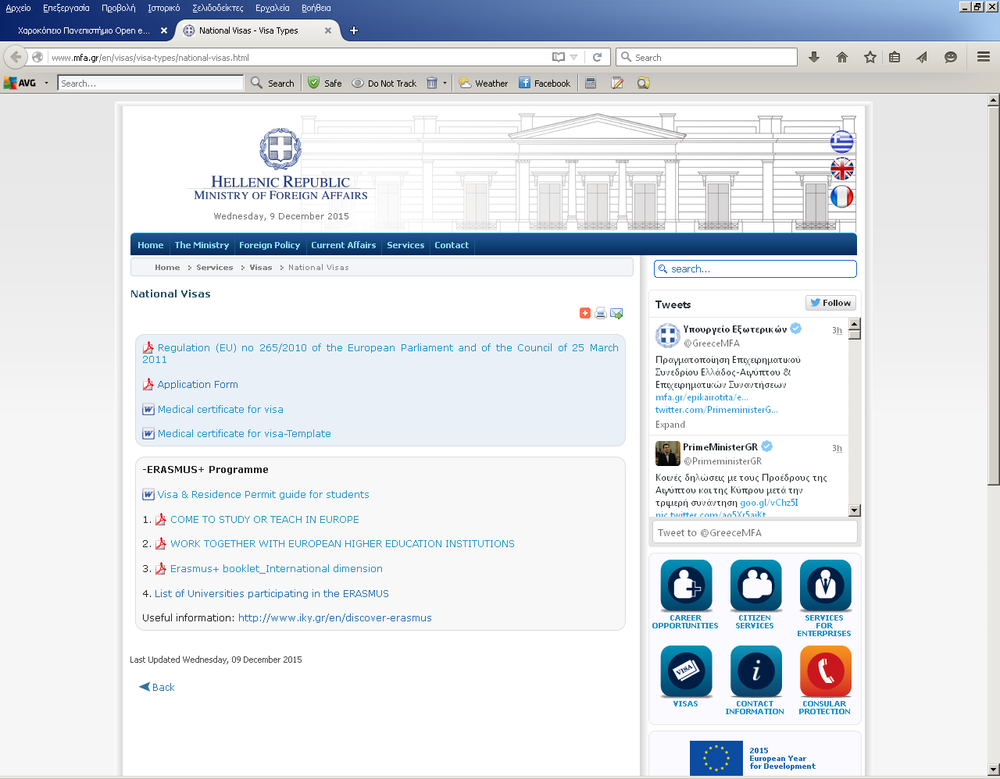 Αρχείο Επεξεργασία Προβολή Ιστορικό Σελιδοδείκτες Εργαλεία Βοήθεια
Χαροκόπειο Πανεπιστήμιο Open e...
National Visas - Visa Types
www.mfa.gr/en/visas/visa-types/national-visas.html
Search
AVG
Search...
Search
Safe
Do Not Track
Weather
Facebook
HELLENIC REPUBLIC
MINISTRY OF FOREIGN AFFAIRS
Wednesday, 9 December 2015
Home The Ministry Foreign Policy Current Affairs Services Contact
Home > Services > Visas > National Visas
search...
National Visas
Regulation (EU) no 265/2010 of the European Parliament and of the Council of 25 March
2011
Application Form
Medical certificate for visa
Medical certificate for visa-Template
-ERASMUS+ Programme
Visa & Residence Permit guide for students
1. COME TO STUDY OR TEACH IN EUROPE
2. WORK TOGETHER WITH EUROPEAN HIGHER EDUCATION INSTITUTIONS
3. Erasmus+ booklet_International dimension
4. List of Universities participating in the ERASMUS
Useful information: http://www.iky.gr/en/discover-erasmus
Last Updated Wednesday, 09 December 2015
Back
Tweets
Follow
Υπουργείο Εξωτερικών 3h
@GreeceMFA
Πραγματοποίηση Επιχειρηματικού
Συνεδρίου Ελλάδος-Αιγύπτου &
Επιχειρηματικών Συναντήσεων
mfa.gr/epikairotita/e...
twitter.com/PrimeministerG...
Expand
PrimeMinisterGR 3h
@PrimeministerGR
Κοινές δηλώσεις με τους Προέδρους της
Αιγύπτου και της Κύπρου μετά την
τριμερή συνάντηση goo.gl/vChz5I
Tweet to @GreeceMFA
CAREER
OPPORTUNITIES
CITIZEN
SERVICES
SERVICES
FOR
ENTERPRISES
VISA
VISAS
i
CONTACT
INFORMATION
CONSULAR
PROTECTION
2015
European Year
for Development